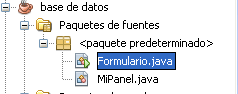 base de datos
Paquetes de fuentes
<paquete predeterminado>
Formulario.java
MiPanel.java